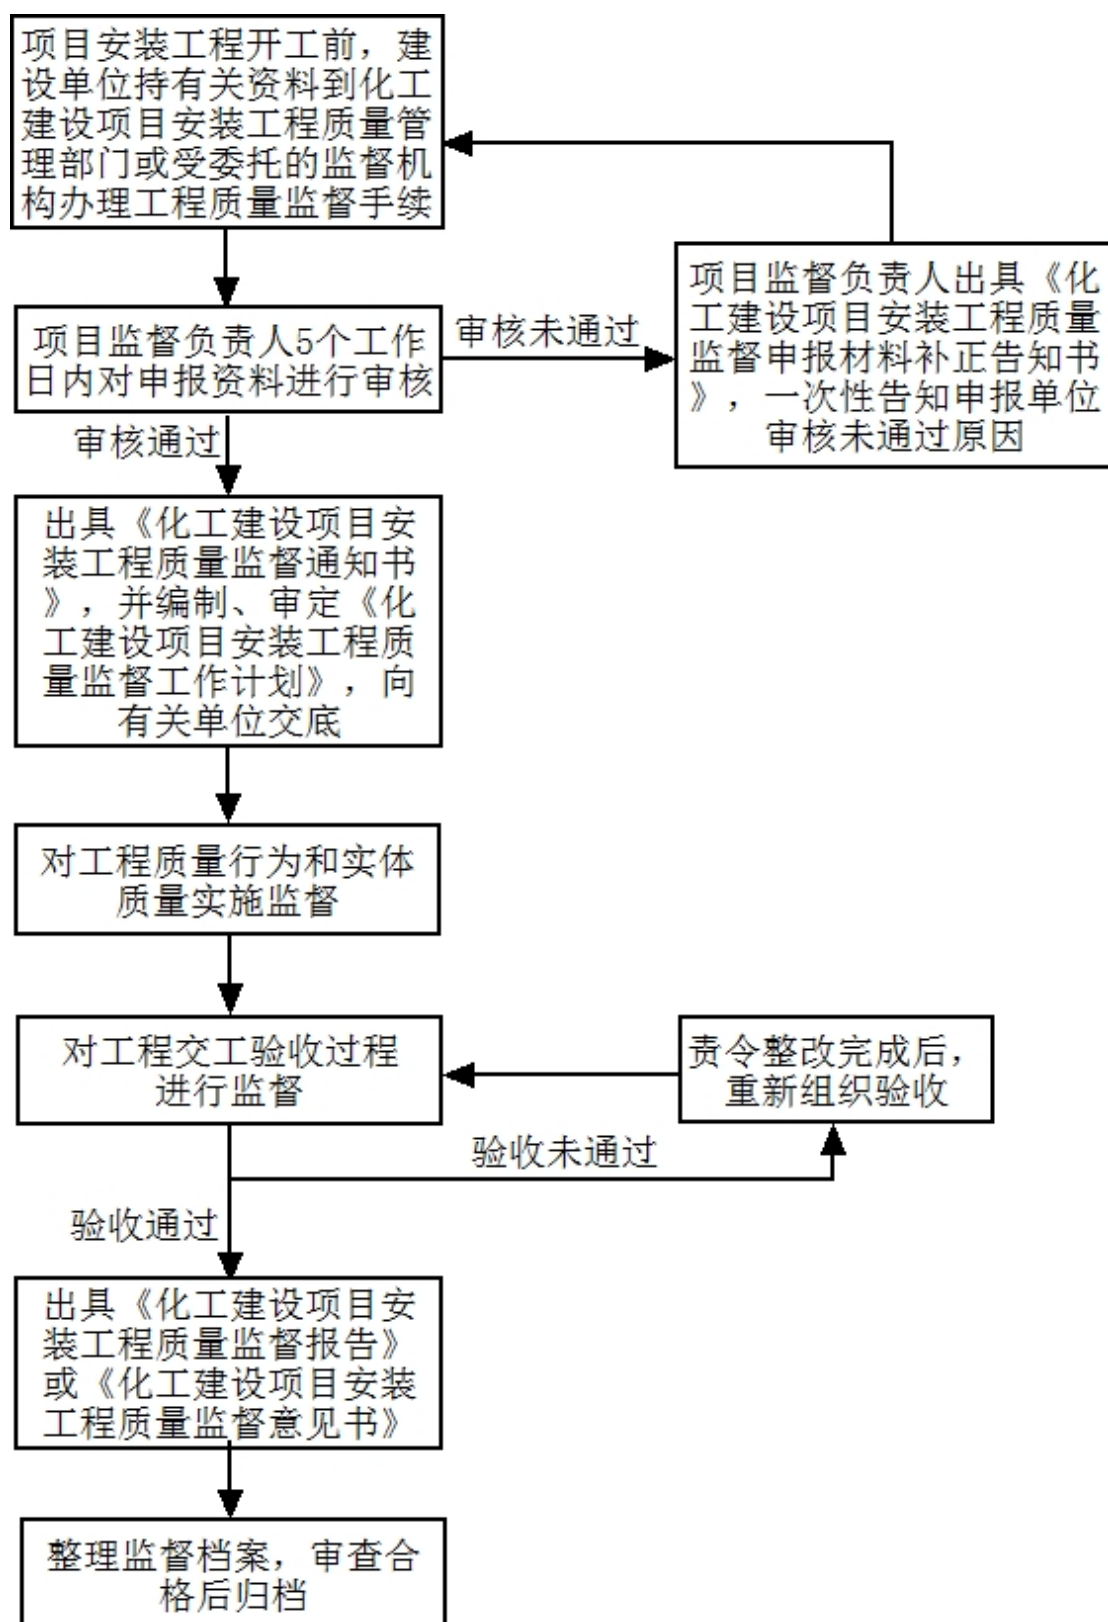 项目安装工程开工前，建
设单位持有关资料到化工
建设项目安装工程质量管
理部门或受委托的监督机
构办理工程质量监督手续
项目监督负责人5个工作
日内对申报资料进行审核
审核未通过
项目监督负责人出具《化
工建设项目安装工程质量
监督申报材料补正告知书
》，一次性告知申报单位
审核未通过原因
审核通过
出具《化工建设项目安
装工程质量监督通知书
》，并编制、审定《化
工建设项目安装工程质
量监督工作计划》，向
有关单位交底
对工程质量行为和实体
质量实施监督
对工程交工验收过程
进行监督
责令整改完成后，
重新组织验收
验收未通过
验收通过
出具《化工建设项目安
装工程质量监督报告》
或《化工建设项目安装
工程质量监督意见书》
整理监督档案，审查合
格后归档